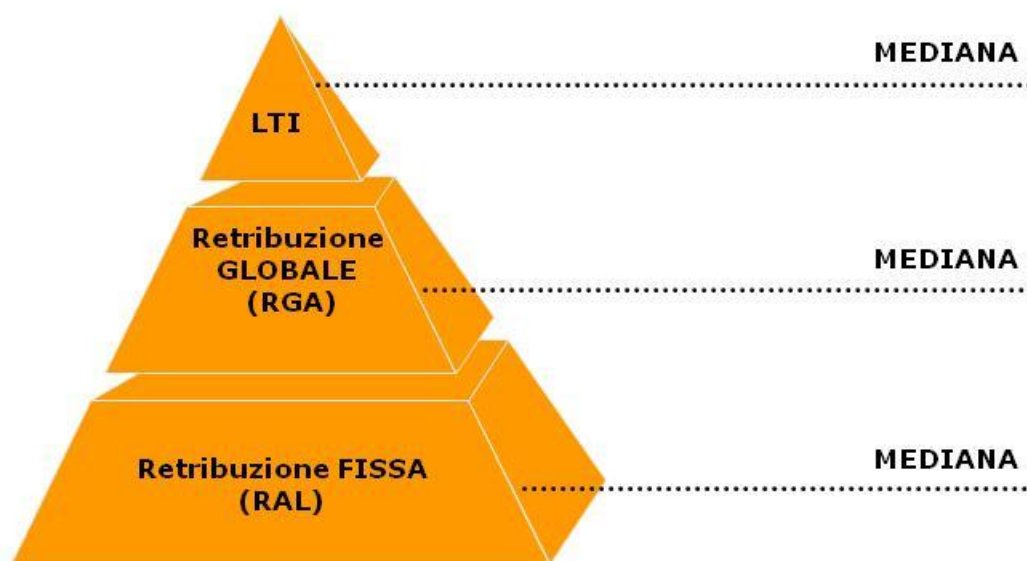 MEDIANA
LTI
Retribuzione
GLOBALE
(RGA)
MEDIANA
Retribuzione FISSA
(RAL)
MEDIANA